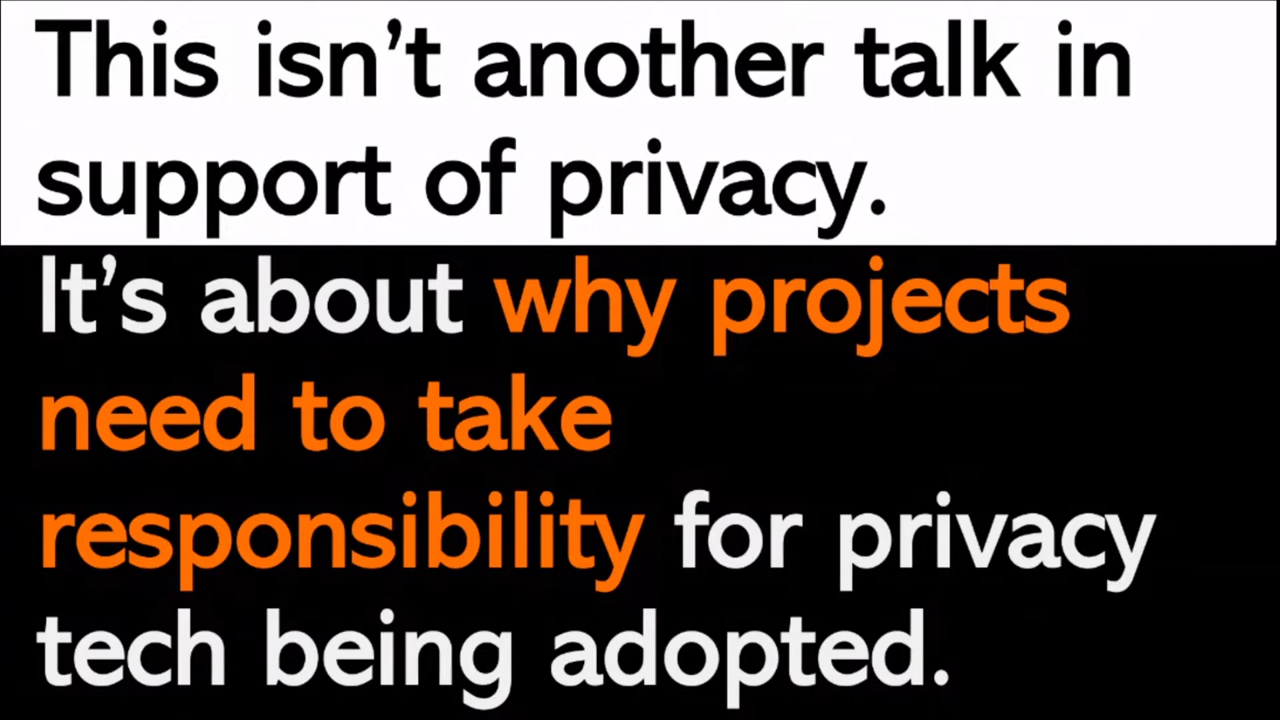 This isn’t another talk in
support of privacy.
It’s about why projects
need to take
responsibility for privacy
tech being adopted.